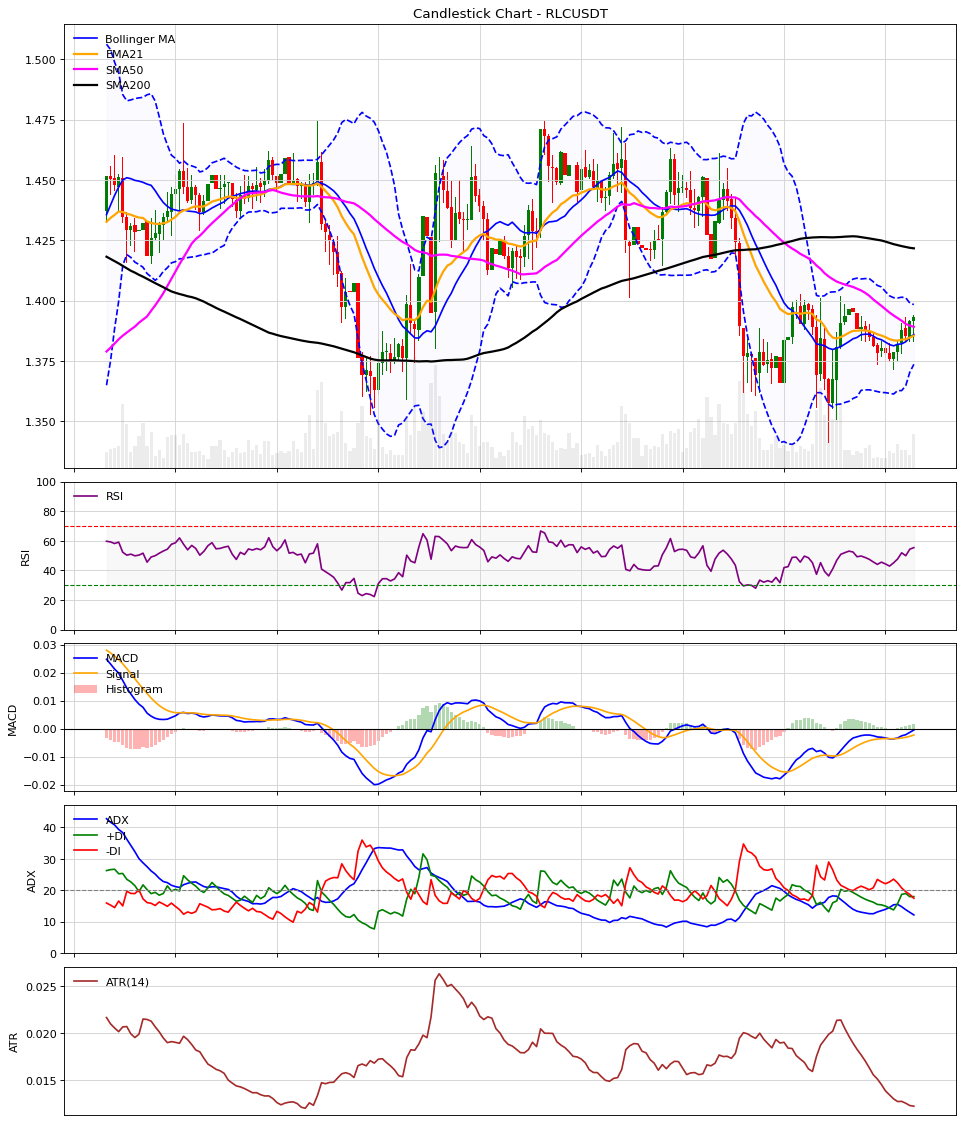 Candlestick Chart - RLCUSDT
Bollinger MA
EMA21
SMA50
SMA200
1.500
1.475
1.450
1.425
1.400
1.375
1.350
RSI
100
80
60
40
20
0
RSI
MACD
Signal
Histogram
0.03
0.02
0.01
0.00
−0.01
−0.02
MACD
ADX
+DI
-DI
40
30
20
10
0
ADX
ATR(14)
0.025
0.020
0.015
ATR